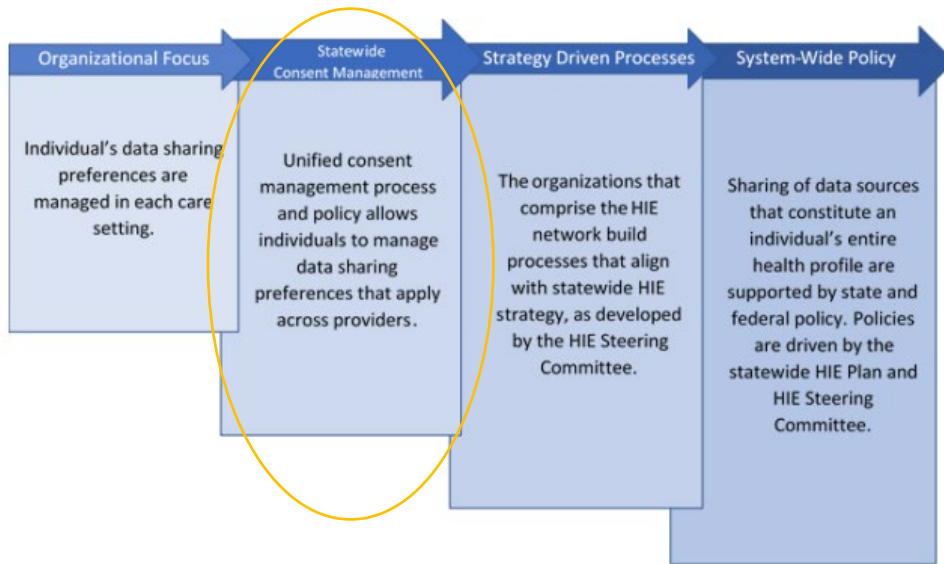 Organizational Focus
Individual's data sharing
preferences are
managed in each care
setting.
Statewide
Consent Management
Unified consent
management process
and policy allows
individuals to manage
data sharing
preferences that apply
across providers.
Strategy Driven Processes
The organizations that
comprise the HIE
network build
processes that align
with statewide HIE
strategy, as developed
by the HIE Steering
Committee.
System-Wide Policy
Sharing of data sources
that constitute an
individual's entire
health profile are
supported by state and
federal policy. Policies
are driven by the
statewide HIE Plan and
HIE Steering
Committee.